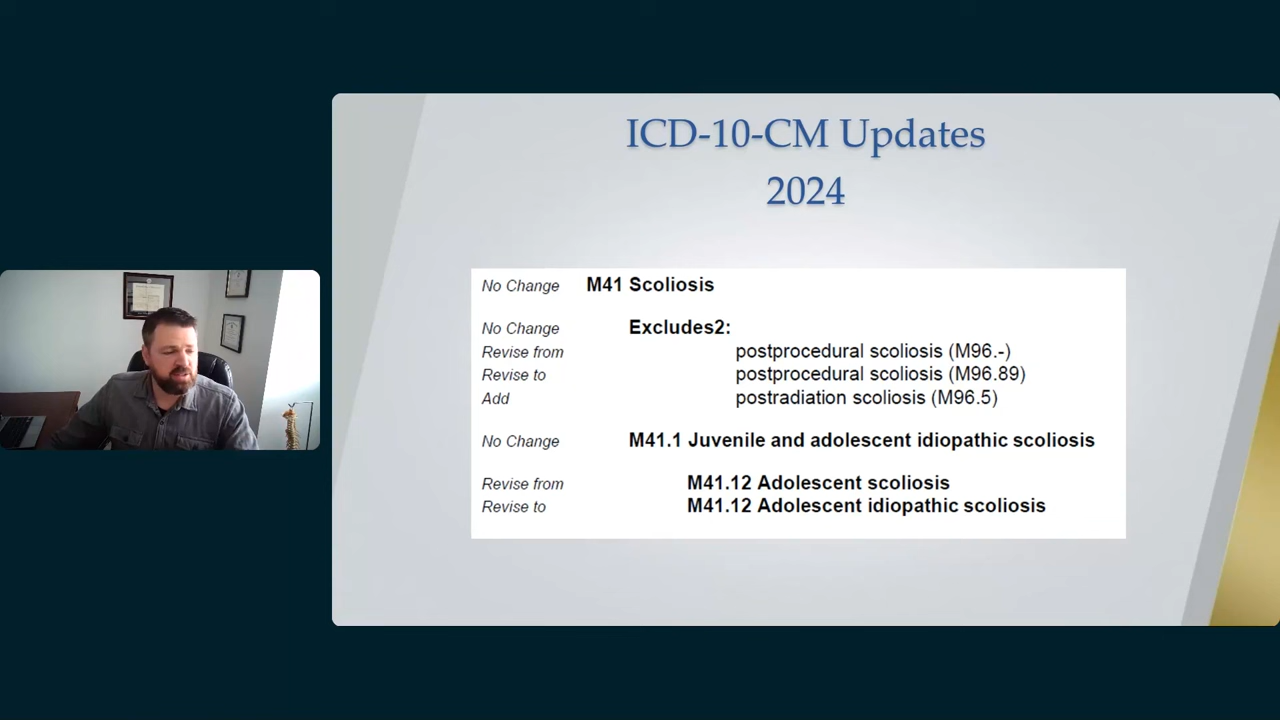 ICD-10-CM Updates
2024
No Change M41 Scoliosis
No Change Excludes2:
Revise from postprocedural scoliosis (M96.-)
Revise to postprocedural scoliosis (M96.89)
Add postradiation scoliosis (M96.5)
No Change M41.1 Juvenile and adolescent idiopathic scoliosis
Revise from M41.12 Adolescent scoliosis
Revise to M41.12 Adolescent idiopathic scoliosis